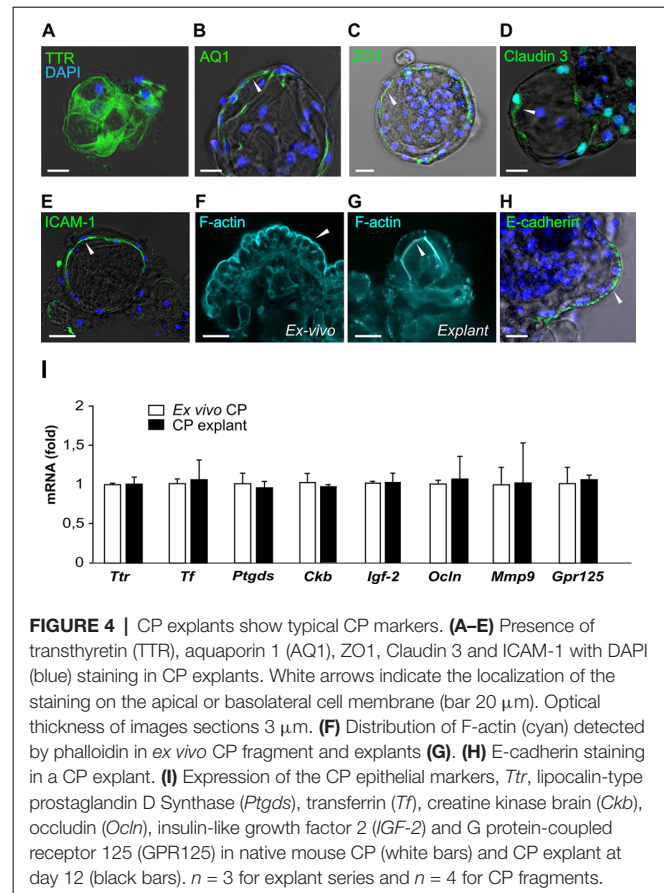 A
B
C
D
TTR
DAPI
AQ1
ZO1
Claudin 3
E
F
G
H
ICAM-1
F-actin
F-actin
E-cadherin
Ex-vivo
Explant
I
2
1,5
1
0,5
0
mRNA (fold)
Ex vivo CP
CP explant
Ttr Tf Ptgds Ckb Igf-2 Ocln Mmp9 Gpr125
FIGURE 4 | CP explants show typical CP markers. (A–E) Presence of
transthyretin (TTR), aquaporin 1 (AQ1), ZO1, Claudin 3 and ICAM-1 with DAPI
(blue) staining in CP explants. White arrows indicate the localization of the
staining on the apical or basolateral cell membrane (bar 20 μm). Optical
thickness of images sections 3 μm. (F) Distribution of F-actin (cyan) detected
by phalloidin in ex vivo CP fragment and explants (G). (H) E-cadherin staining
in a CP explant. (I) Expression of the CP epithelial markers, Ttr, lipocalin-type
prostaglandin D Synthase (Ptgds), transferrin (Tf), creatine kinase brain (Ckb),
occludin (Ocln), insulin-like growth factor 2 (IGF-2) and G protein-coupled
receptor 125 (GPR125) in native mouse CP (white bars) and CP explant at
day 12 (black bars). n = 3 for explant series and n = 4 for CP fragments.